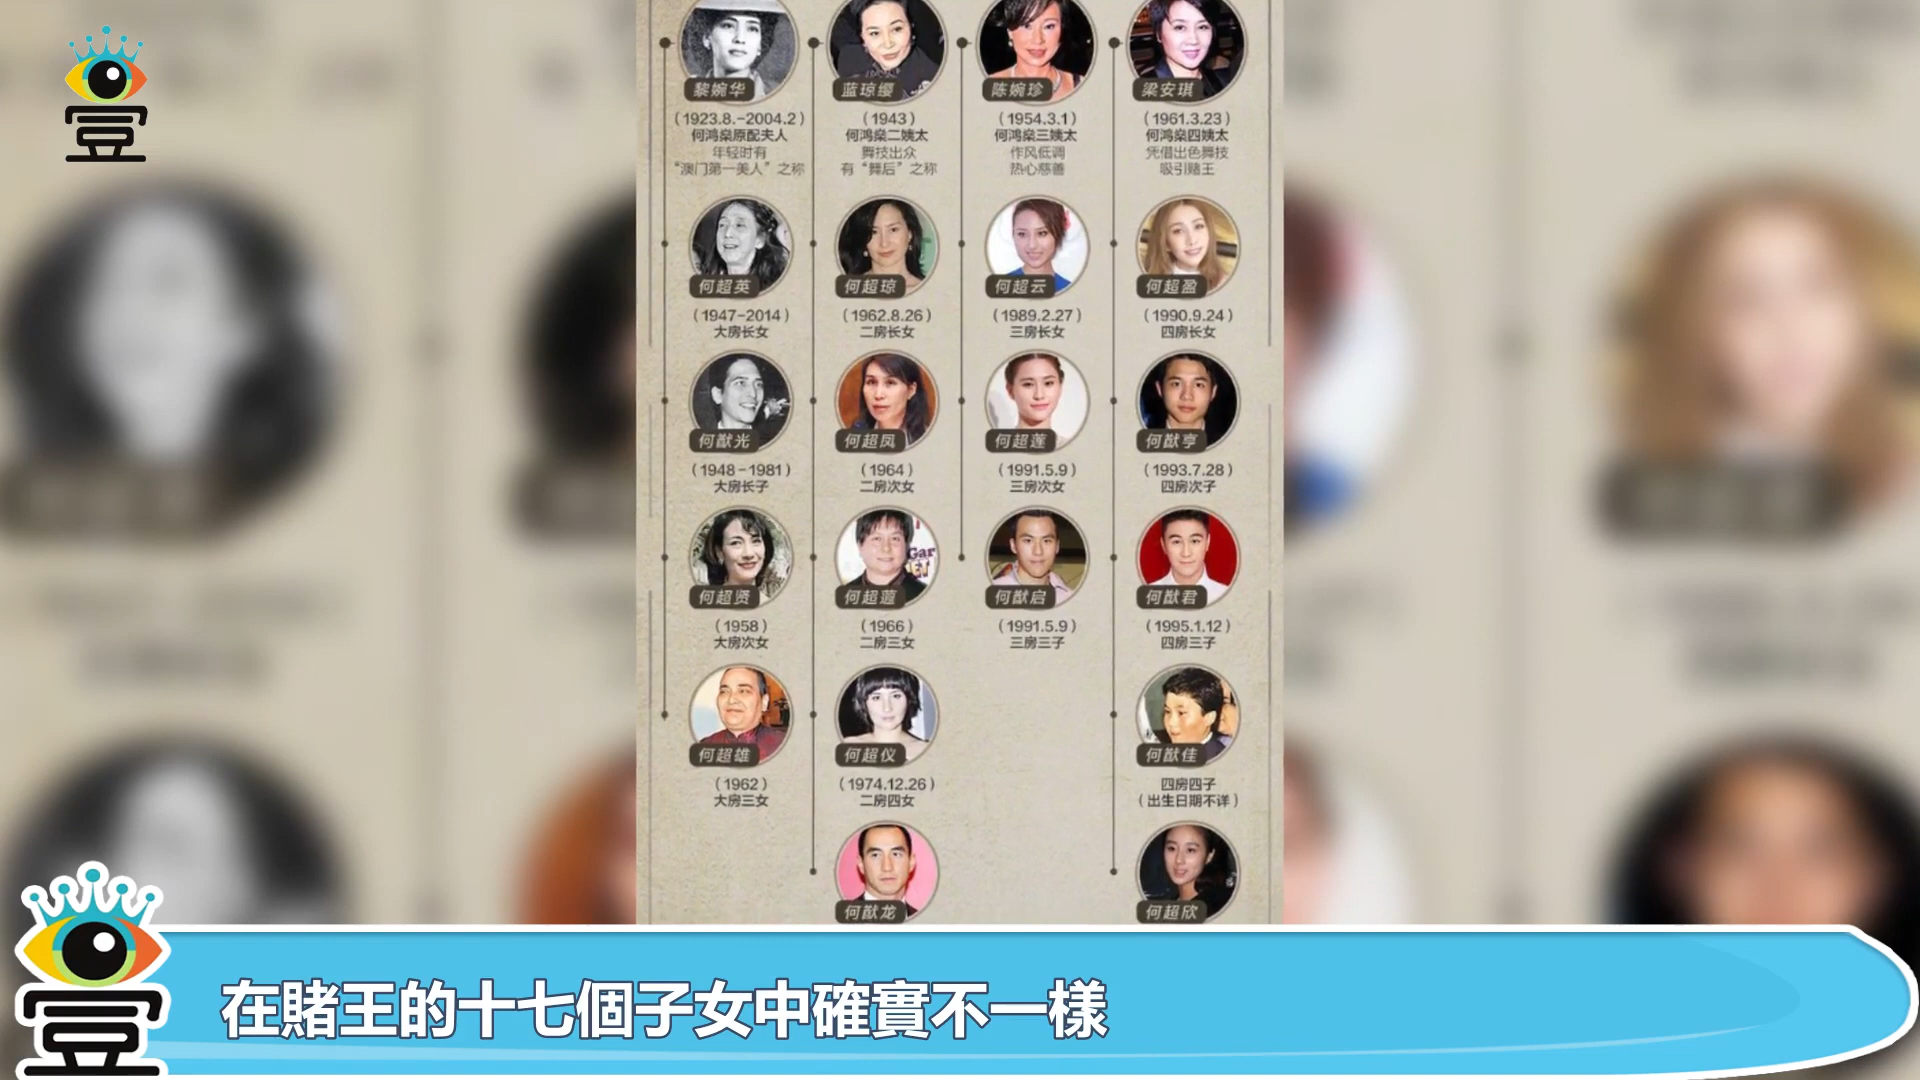 壹
黎婉华
蓝琼缨
陈婉珍
梁安琪
（1923.8.-2004.2）
（1943）
（1954.3.1）
（1961.3.23）
何鸿燊原配夫人
何鸿燊二姨太
何鸿燊三姨太
何鸿燊四姨太
年轻时有
舞技出众
作风低调
凭借出色舞技
“澳门第一美人”之称
有“舞后”之称
热心慈善
吸引赌王
何超英
何超琼
何超云
何超盈
（1947-2014）
（1962.8.26）
（1989.2.27）
（1990.9.24）
大房长女
二房长女
三房长女
四房长女
何猷光
何超凤
何超莲
何猷亨
（1948-1981）
（1964）
（1991.5.9）
（1993.7.28）
大房长子
二房次女
三房次女
四房次子
何超贤
何超蕸
何猷启
何猷君
（1958）
（1966）
（1991.5.9）
（1995.1.12）
大房次女
二房三女
三房三子
四房三子
何超雄
何超仪
何猷佳
（1962）
（1974.12.26）
四房四子
大房三女
二房四女
（出生日期不详）
何猷龙
何超欣
壹
在賭王的十七個子女中確實不一樣